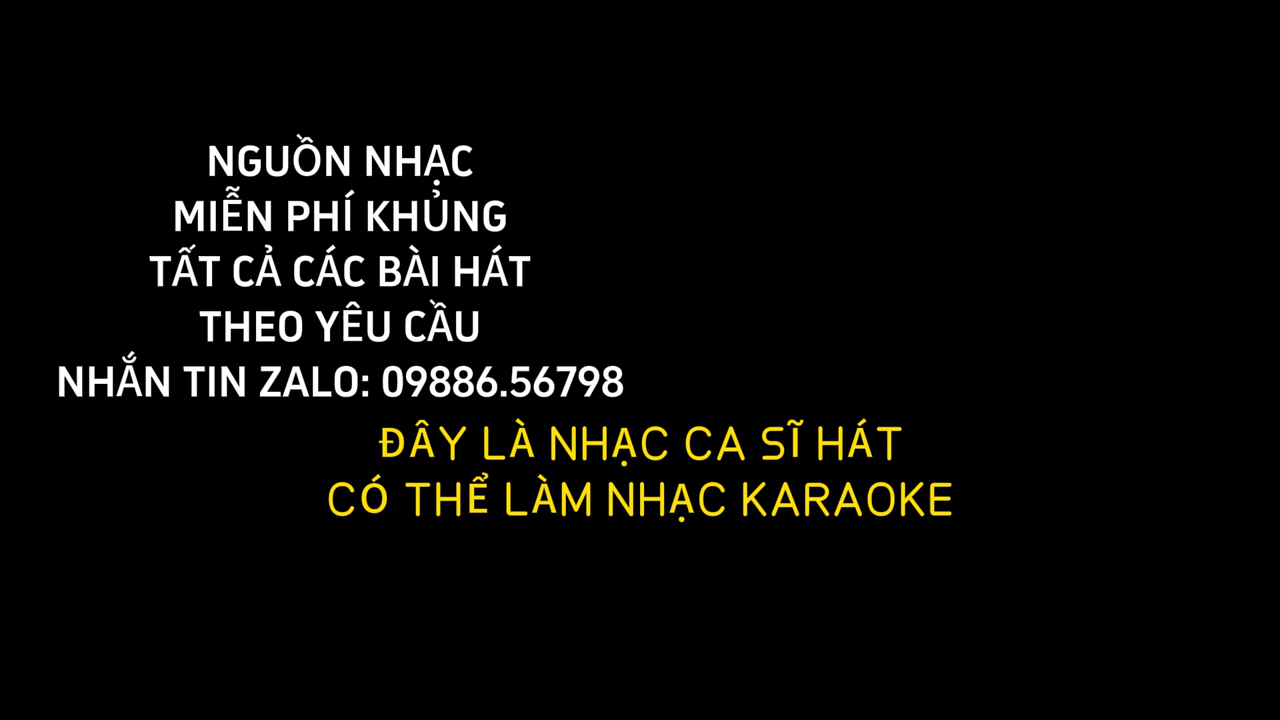 NGUỒN NHẠC
MIỄN PHÍ KHỦNG
TẤT CẢ CÁC BÀI HÁT
THEO YÊU CẦU
NHẮN TIN ZALO: 09886.56798
ĐÂY LÀ NHẠC CA SĨ HÁT
CÓ THỂ LÀM NHẠC KARAOKE